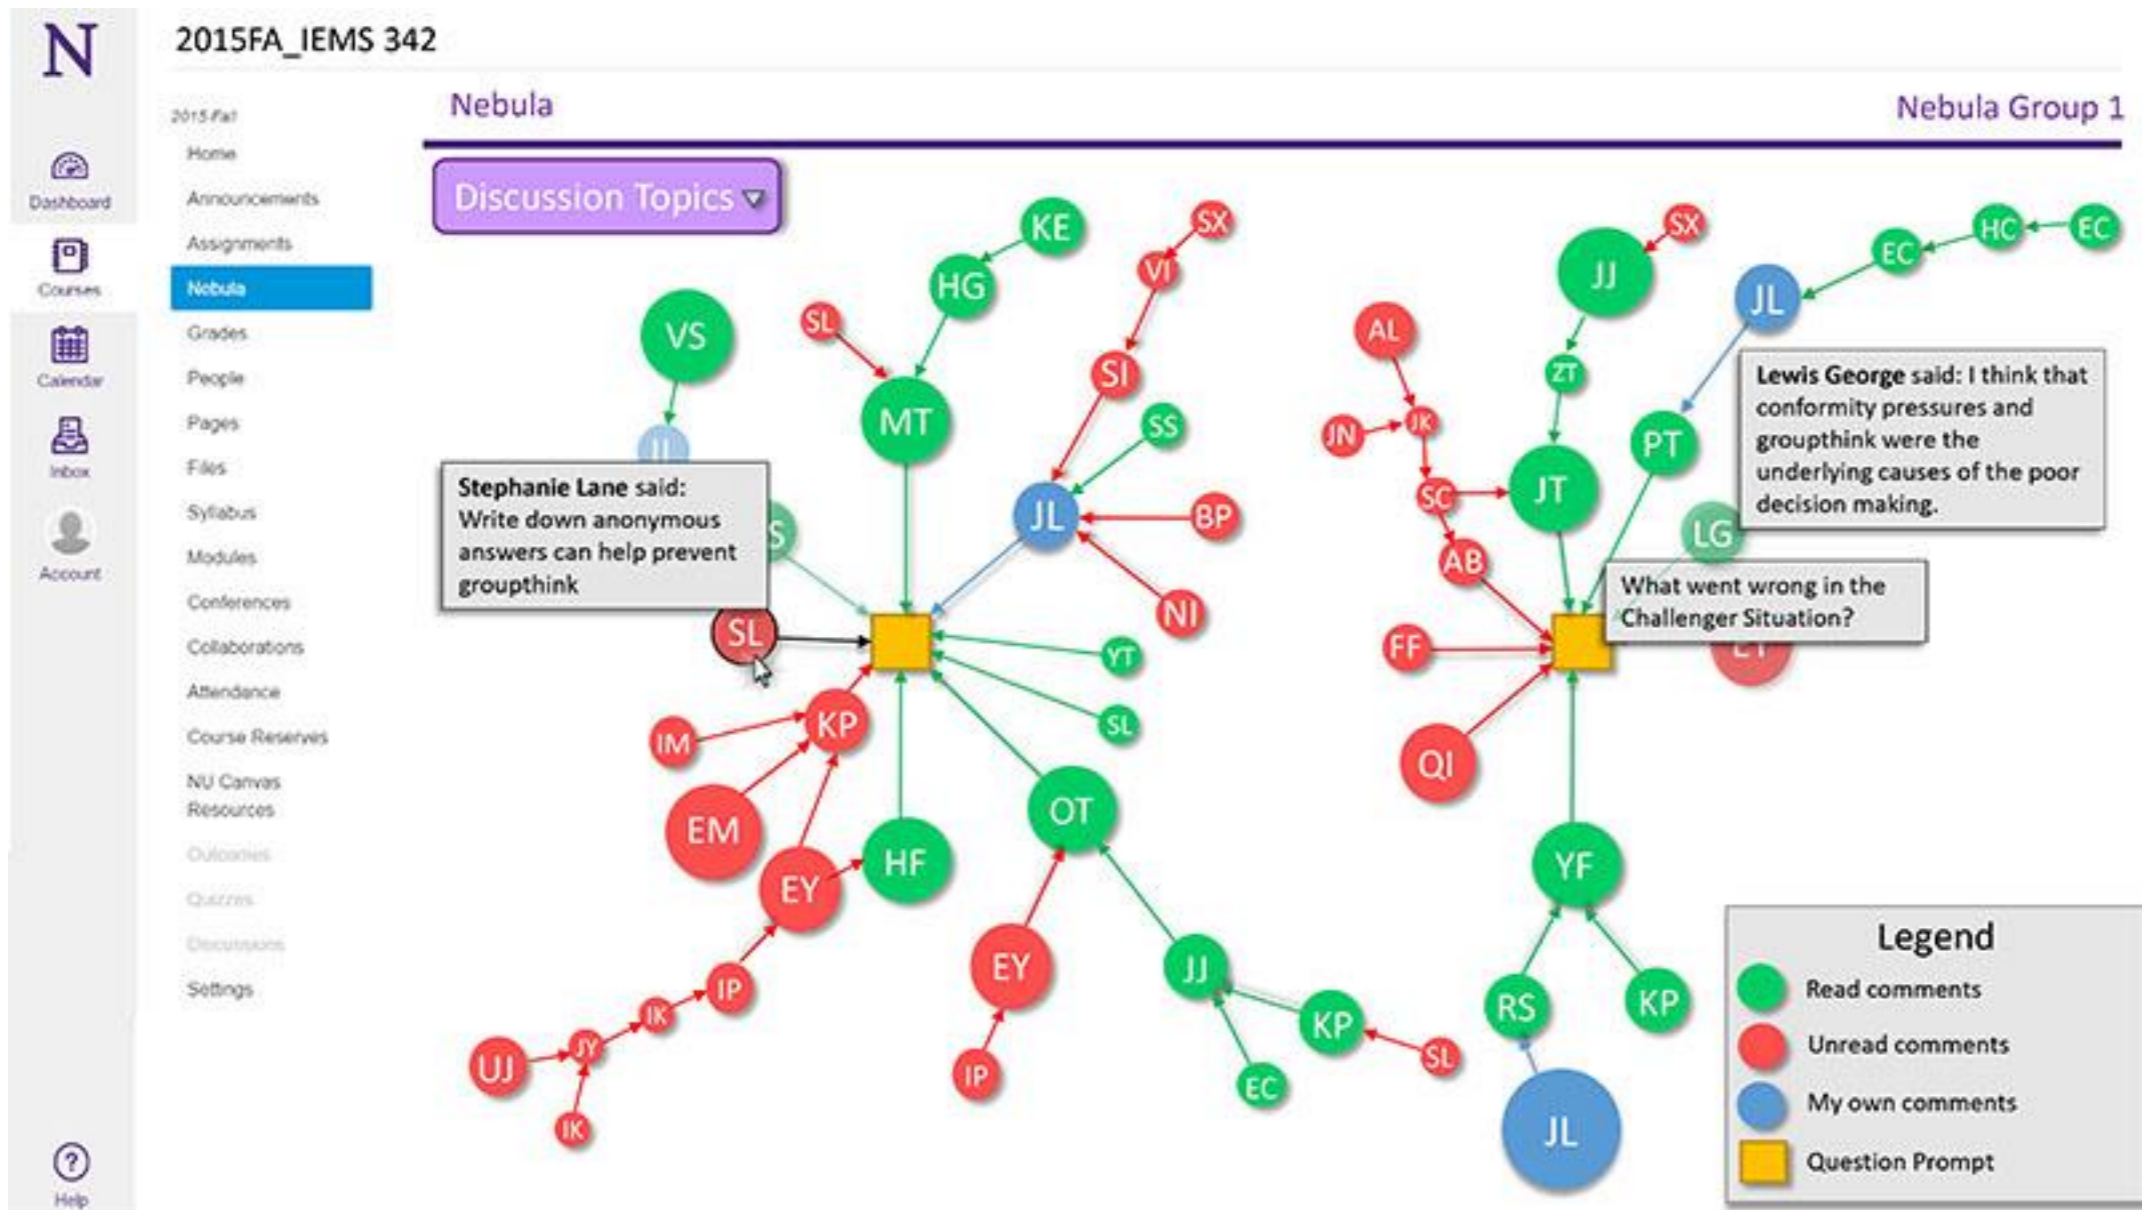 N
2015FA_IEMS 342
Dashboard
Courses
Calendar
Inbox
Account
Help
2015 Fall
Home
Announcements
Assignments
Nebula
Grades
People
Pages
Files
Syllabus
Modules
Conferences
Collaborations
Attendance
Course Reserves
NU Canvas
Resources
Outcomes
Quizzes
Discussions
Settings
Nebula
Nebula Group 1
Discussion Topics
VS
SL
KE
HG
MT
SX
VI
SI
SS
JL
BP
NI
Stephanie Lane said:
Write down anonymous
answers can help prevent
groupthink
S
SL
YT
SL
KP
IM
EM
EY
HF
OT
IP
IK
JY
UJ
IK
EY
IP
JJ
KP
EC
SL
AL
JN
JK
SC
AB
FF
QI
JJ
SX
ZT
JT
PT
JL
EC
HC
EC
Lewis George said: I think that
conformity pressures and
groupthink were the
underlying causes of the poor
decision making.
LG
What went wrong in the
Challenger Situation?
YF
RS
KP
JL
Legend
Read comments
Unread comments
My own comments
Question Prompt